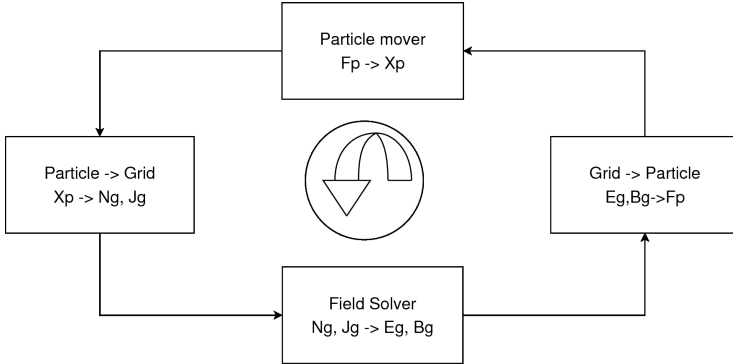 Particle mover
Fp -> Xp
Particle -> Grid
Xp -> Ng, Jg
Grid -> Particle
Eg,Bg->Fp
Field Solver
Ng, Jg -> Eg, Bg